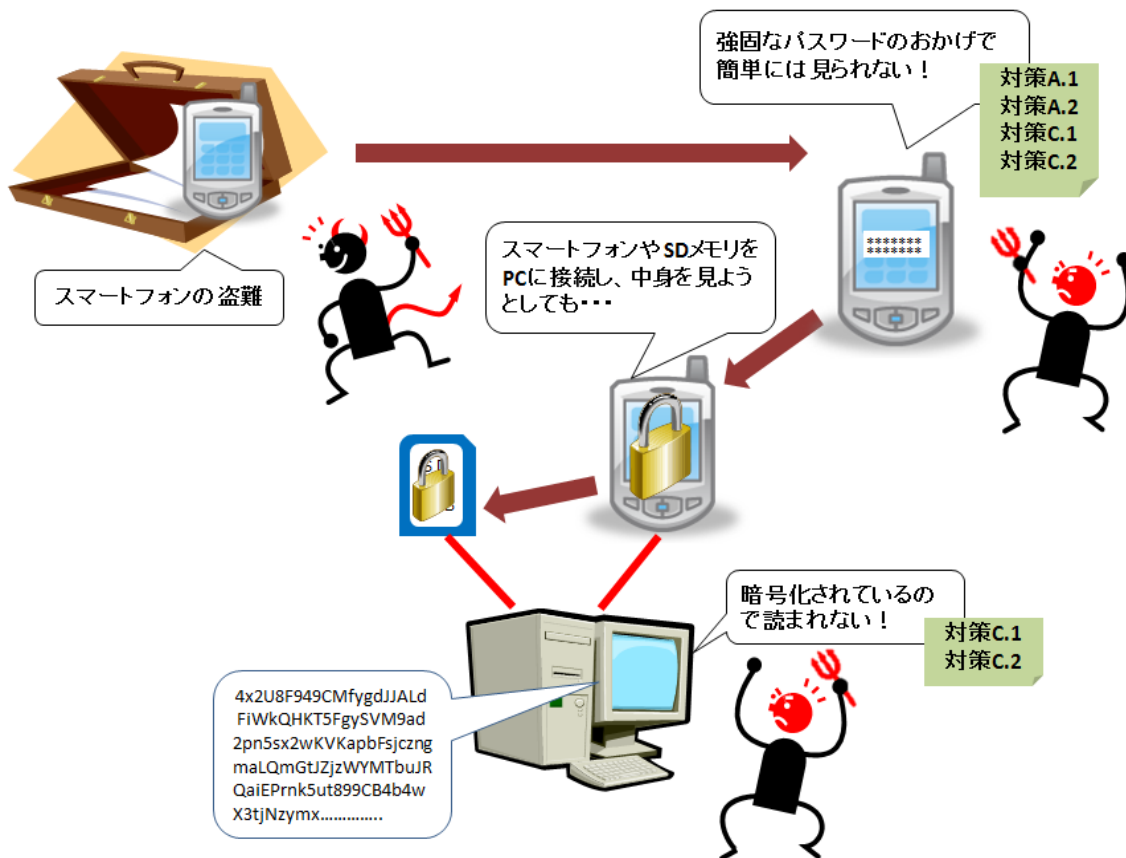 強固なパスワードのおかげで
簡単には見られない！
対策A.1
対策A.2
対策C.1
対策C.2
*******
*******
スマートフォンの盗難
スマートフォンやSDメモリを
PCに接続し、中身を見よう
としても・・・
暗号化されているの
で読まれない！
対策C.1
対策C.2
4x2U8F949CMfygdJJALd
FiWkQHKT5FgySVM9ad
2pn5sx2wKVKapbFsjczng
maLQmGtJZjzWYMTbuJR
QaiEPrnk5ut899CB4b4w
X3tjNzymx…………..